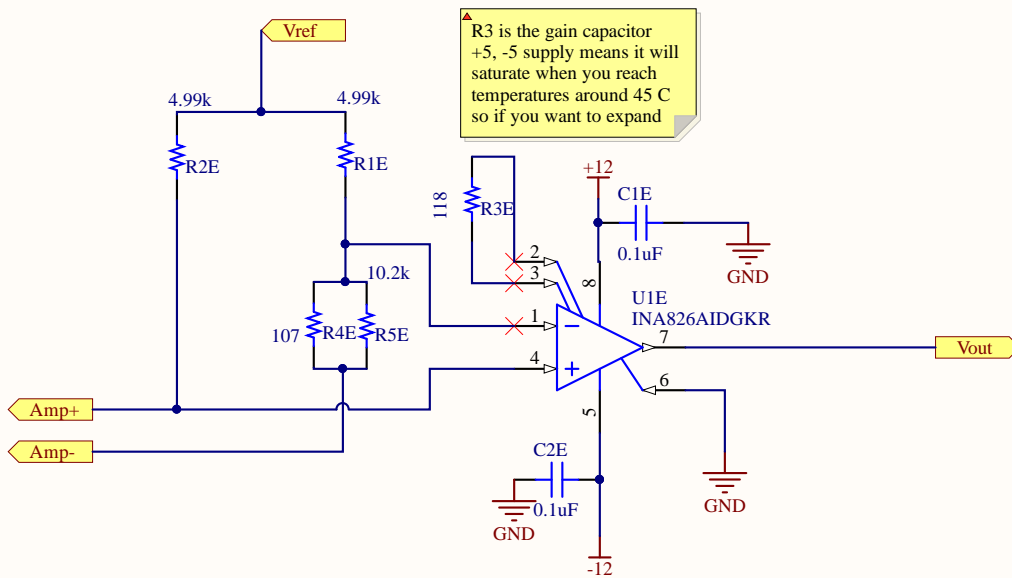 Vref
R3 is the gain capacitor
+5, -5 supply means it will
saturate when you reach
temperatures around 45 C
so if you want to expand
4.99k
4.99k
R2E
R1E
118
R3E
+12
C1E
0.1uF
GND
2
3
8
10.2k
107
R4E
R5E
1
U1E
INA826AIDGKR
7
Vout
4
6
5
Amp+
Amp-
C2E
0.1uF
GND
GND
-12